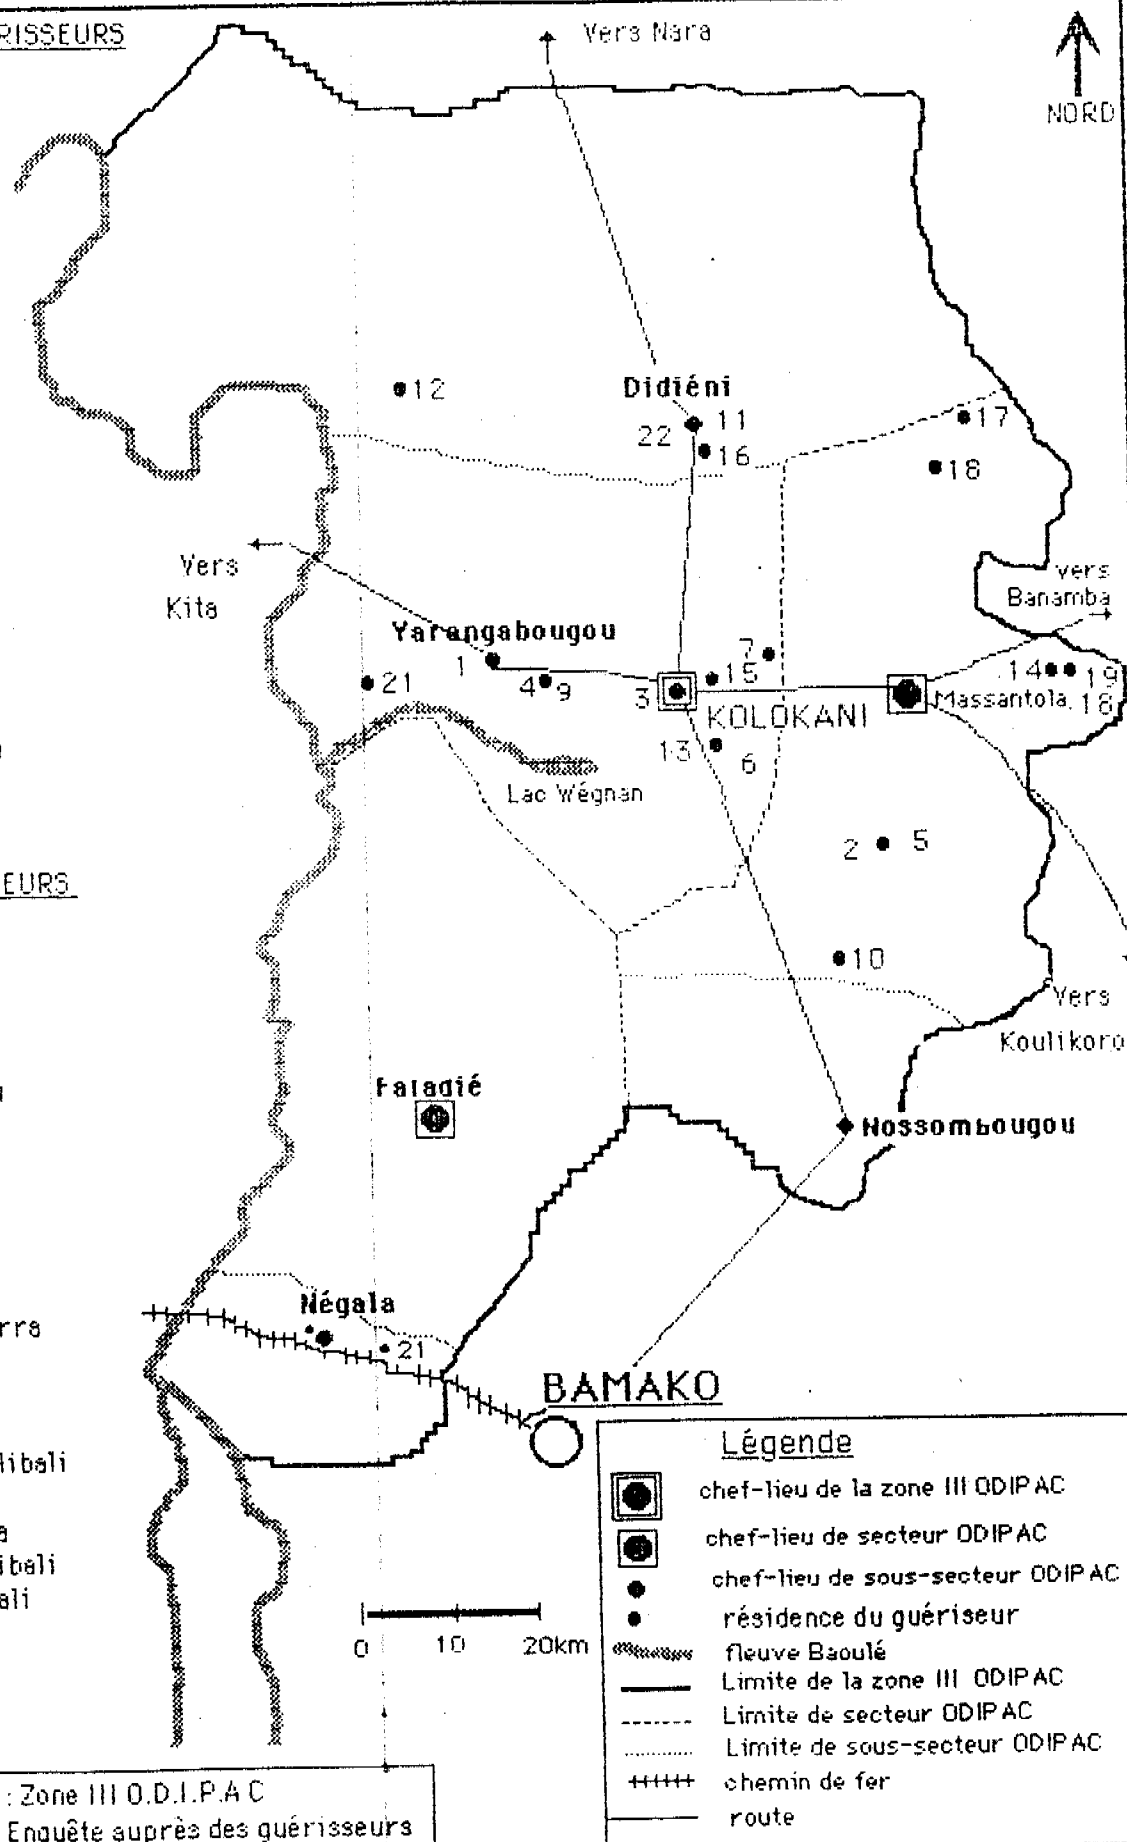 RISSEURS
Vers Nara
NORD
12
Didiéni
11
22
16
17
18
Vers
Kita
vers
Banamba
Yarangabougou
1
4
9
21
7
15
3
KOLOKANI
14
19
Massantola
18
13
6
Lac Wégnan
2
5
EURS
10
Vers
Koulikoro
Faladié
Nossombougou
Négala
21
rra
BAMAKO
libali
a
ibali
ali
0 10 20km
Légende
chef-lieu de la zone III ODIPAC
chef-lieu de secteur ODIPAC
chef-lieu de sous-secteur ODIPAC
résidence du guériseur
fleuve Baoulé
Limite de la zone III ODIPAC
Limite de secteur ODIPAC
Limite de sous-secteur ODIPAC
chemin de fer
route
: Zone III O.D.I.P.A C
Enquête auprès des guérisseurs